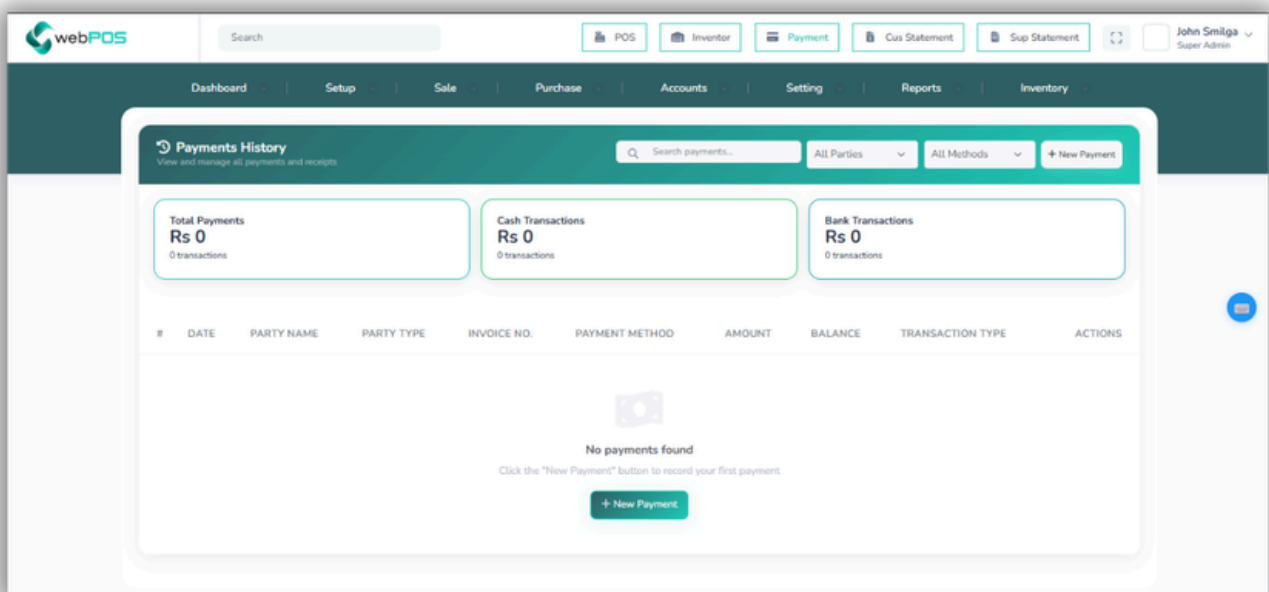 webPOS
Search
POS
Inventor
Payment
Cus Statement
Sup Statement
John Smilga
Super Admin
Dashboard
Setup
Sale
Purchase
Accounts
Setting
Reports
Inventory
Payments History
View and manage all payments and receipts
Search payments...
All Parties
All Methods
+ New Payment
Total Payments
Rs 0
0 transactions
Cash Transactions
Rs 0
0 transactions
Bank Transactions
Rs 0
0 transactions
# DATE PARTY NAME PARTY TYPE INVOICE NO. PAYMENT METHOD AMOUNT BALANCE TRANSACTION TYPE ACTIONS
No payments found
Click the "New Payment" button to record your first payment
+ New Payment